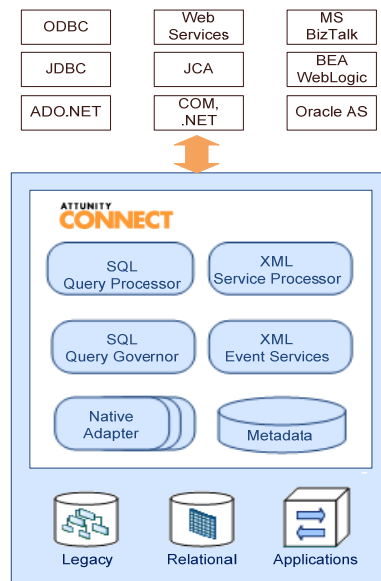 ODBC
Web
Services
MS
BizTalk
JDBC
JCA
BEA
WebLogic
ADO.NET
COM,
.NET
Oracle AS
ATTUNITY
CONNECT
SQL
Query Processor
XML
Service Processor
SQL
Query Governor
XML
Event Services
Native
Adapter
Metadata
Legacy
Relational
Applications